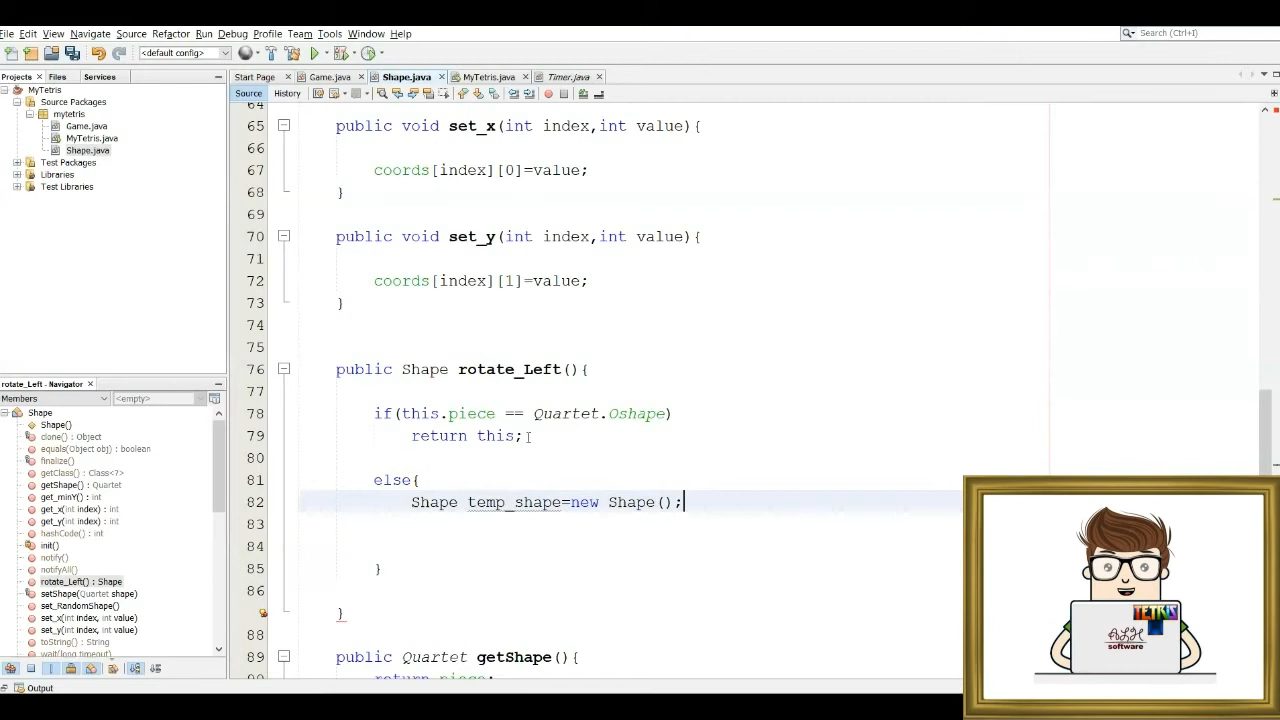 File Edit View Navigate Source Refactor Run Debug Profile Team Tools Window Help
Search (Ctrl+I)
<default config>
Projects Files Services
Start Page Game.java Shape.java MyTetris.java Timer.java
Source History
MyTetris
Source Packages
mytetris
Game.java
MyTetris.java
Shape.java
Test Packages
Libraries
Test Libraries
rotate_Left - Navigator
Members <empty>
Shape
Shape()
clone() : Object
equals(Object obj) : boolean
finalize()
getClass() : Class<?>
getShape() : Quartet
get_minY() : int
get_x(int index) : int
get_y(int index) : int
hashCode() : int
init()
notify()
notifyAll()
rotate_Left() : Shape
setShape(Quartet shape)
set_RandomShape()
set_x(int index, int value)
set_y(int index, int value)
toString() : String
wait(long timeout)
64
65 public void set_x(int index,int value){
66
67 coords[index][0]=value;
68 }
69
70 public void set_y(int index,int value){
71
72 coords[index][1]=value;
73 }
74
75
76 public Shape rotate_Left(){
77
78 if(this.piece == Quartet.Oshape)
79 return this;
80
81 else{
82 Shape temp_shape=new Shape();
83
84
85 }
86
}
88
89 public Quartet getShape(){
90 return piece;
Output
TETRIS
software